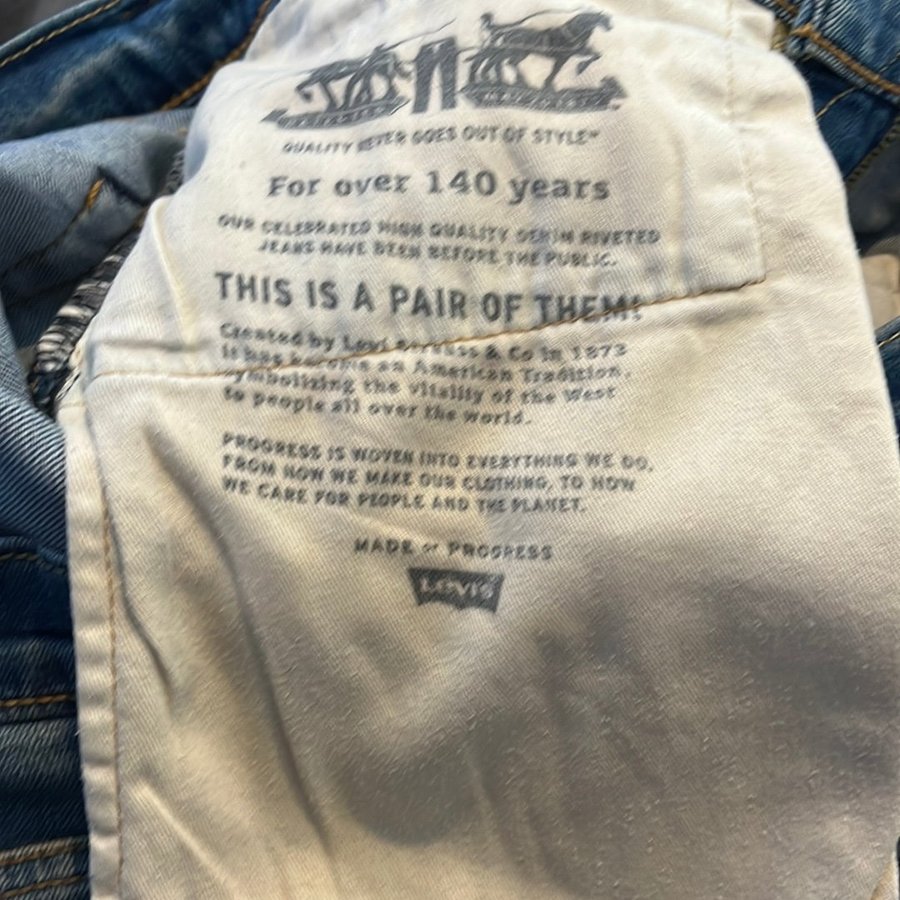 QUALITY NEVER GOES OUT OF STYLE™
For over 140 years
OUR CELEBRATED HIGH QUALITY DENIM RIVETED
JEANS HAVE BEEN BEFORE THE PUBLIC.
THIS IS A PAIR OF THEM!
Created by Levi Strauss & Co in 1873
it has become an American Tradition,
symbolizing the vitality of the West
to people all over the world.
PROGRESS IS WOVEN INTO EVERYTHING WE DO,
FROM HOW WE MAKE OUR CLOTHING, TO HOW
WE CARE FOR PEOPLE AND THE PLANET.
MADE OF PROGRESS
LEVI'S